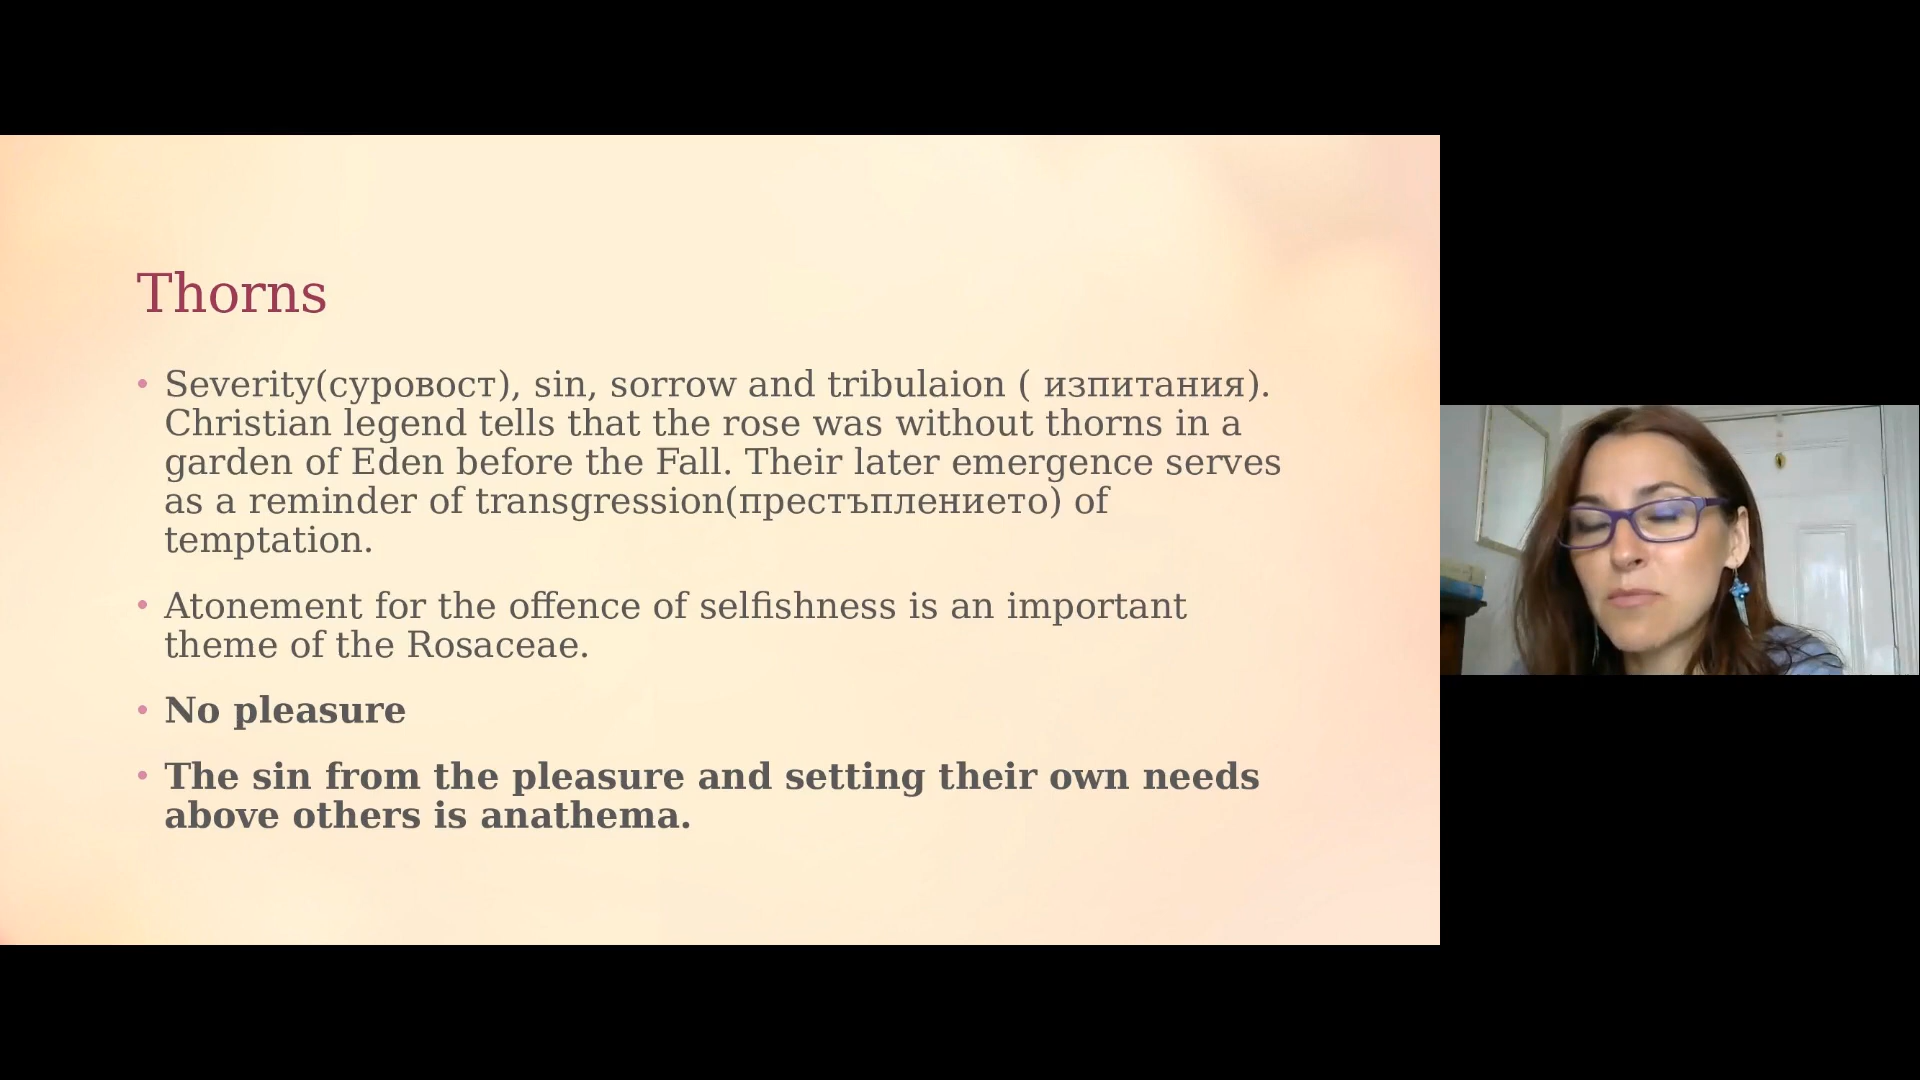 Thorns
• Severity(суровост), sin, sorrow and tribulaion ( изпитания).
Christian legend tells that the rose was without thorns in a
garden of Eden before the Fall. Their later emergence serves
as a reminder of transgression(престъплението) of
temptation.
• Atonement for the offence of selfishness is an important
theme of the Rosaceae.
• No pleasure
• The sin from the pleasure and setting their own needs
above others is anathema.